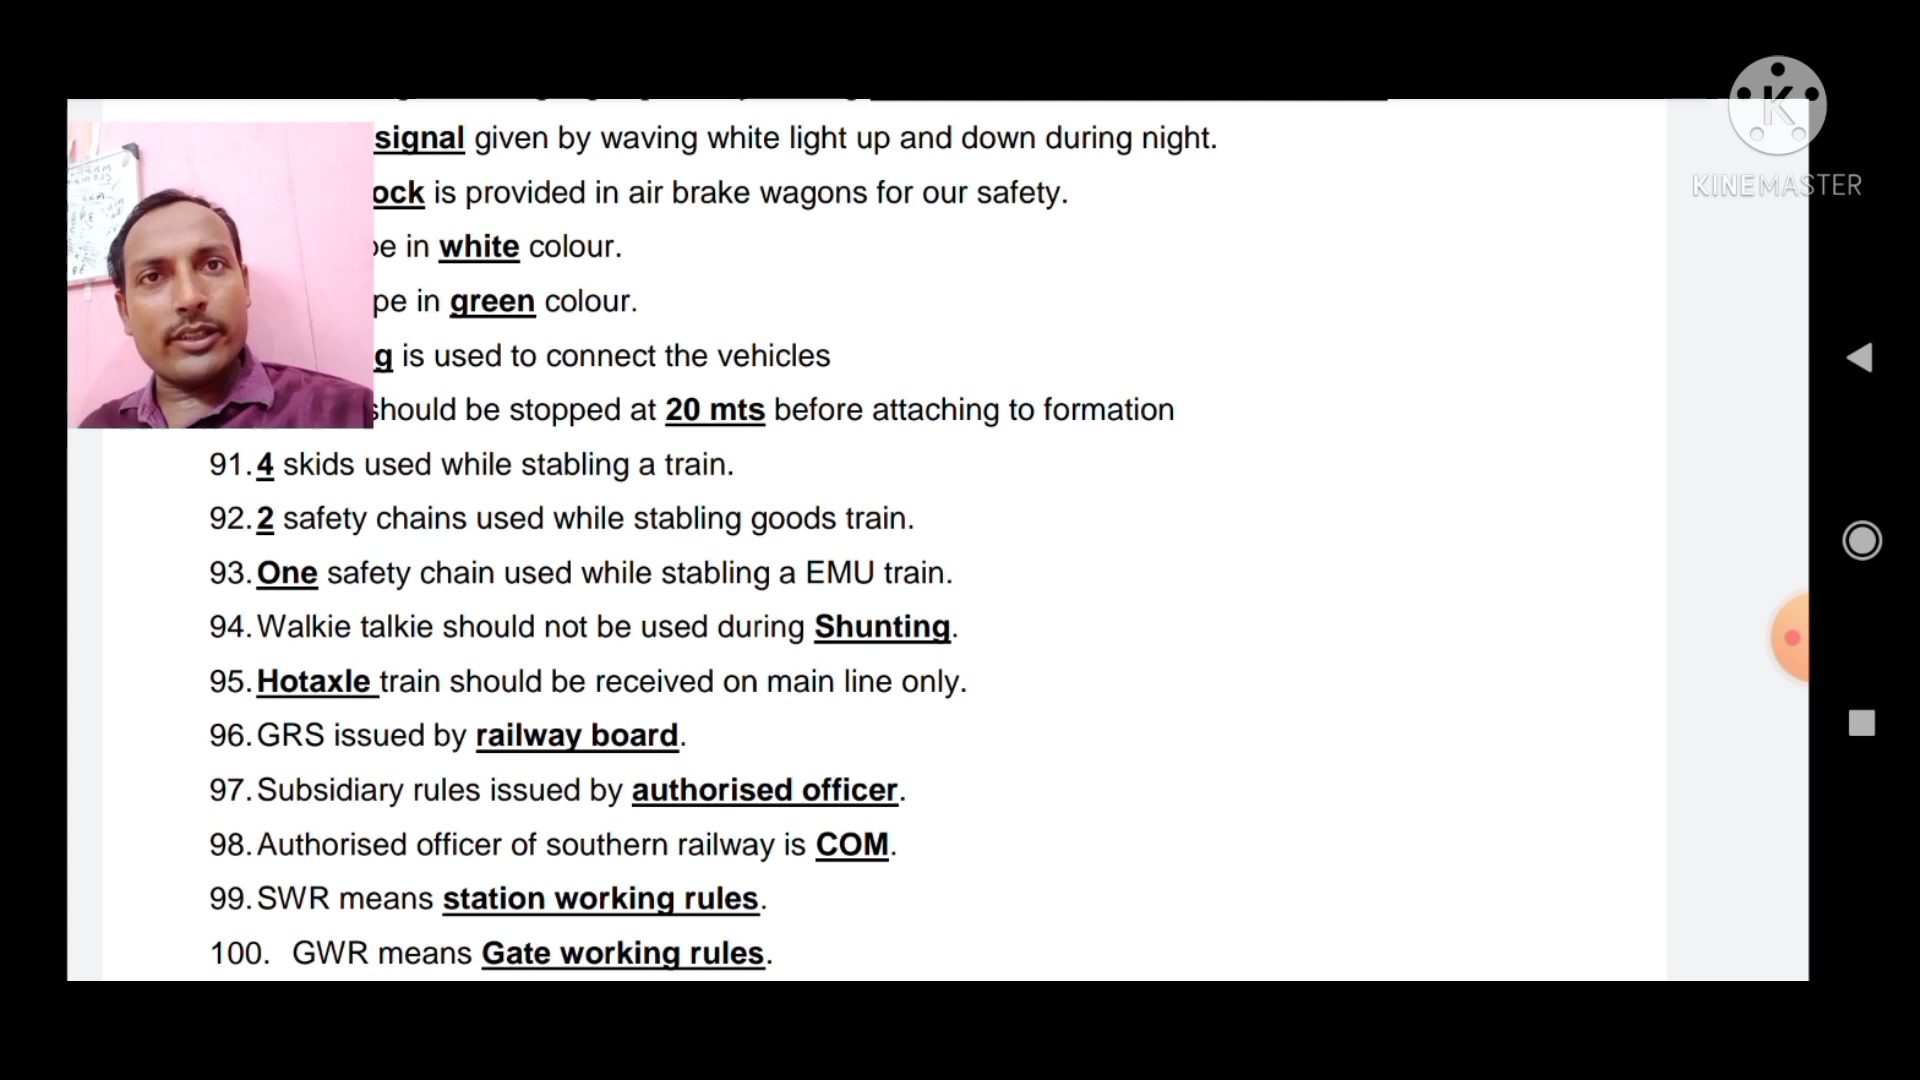 signal given by waving white light up and down during night.
is provided in air brake wagons for our safety.
in white colour.
in green colour.
is used to connect the vehicles
should be stopped at 20 mts before attaching to formation
91. 4 skids used while stabling a train.
92. 2 safety chains used while stabling goods train.
93. One safety chain used while stabling a EMU train.
94. Walkie talkie should not be used during Shunting.
95. Hotaxle train should be received on main line only.
96. GRS issued by railway board.
97. Subsidiary rules issued by authorised officer.
98. Authorised officer of southern railway is COM.
99. SWR means station working rules.
100. GWR means Gate working rules.
K
KINEMASTER